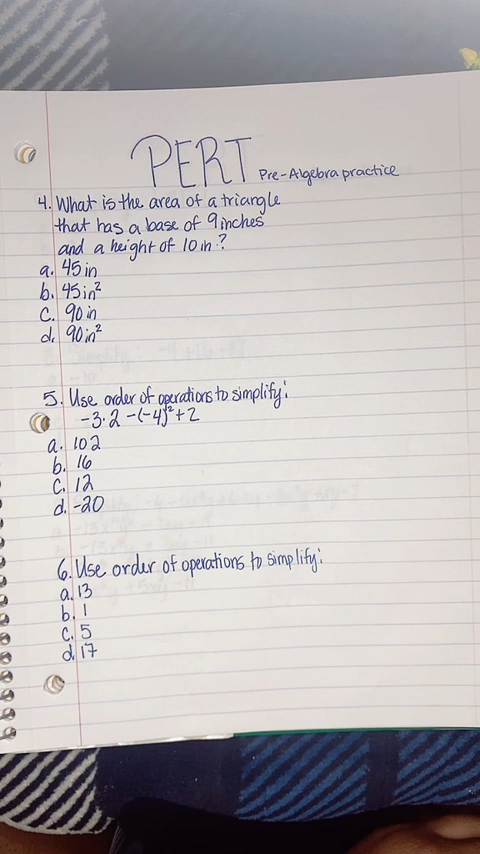 PERT Pre-Algebra practice
4. What is the area of a triangle
that has a base of 9 inches
and a height of 10 in?
a. 45 in
b. 45 in²
c. 90 in
d. 90 in²
5. Use order of operations to simplify:
-3·2 -(-4)²+2
a. 102
b. 16
c. 12
d. -20
6. Use order of operations to simplify:
a. 13
b. 1
c. 5
d. 17